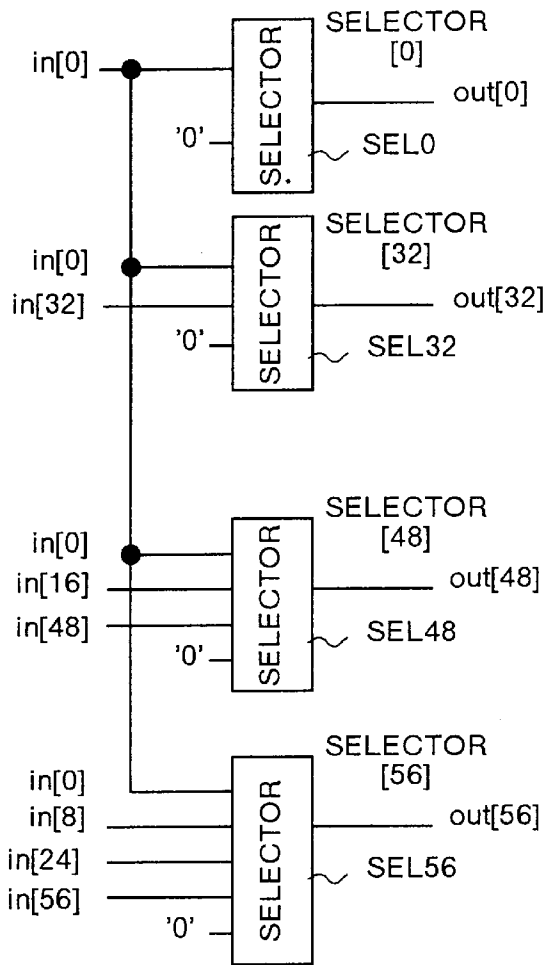 SELECTOR
[0]
in[0]
SELECTOR.
out[0]
'0'
SEL0
SELECTOR
[32]
in[0]
SELECTOR
in[32]
out[32]
'0'
SEL32
SELECTOR
[48]
in[0]
SELECTOR
in[16]
out[48]
in[48]
SEL48
'0'
SELECTOR
[56]
in[0]
SELECTOR
in[8]
out[56]
in[24]
SEL56
in[56]
'0'